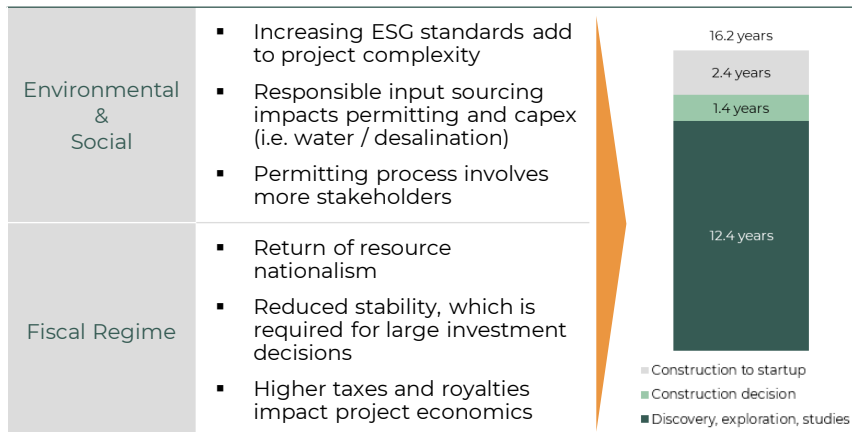 Environmental
&
Social
▪ Increasing ESG standards add
to project complexity
▪ Responsible input sourcing
impacts permitting and capex
(i.e. water / desalination)
▪ Permitting process involves
more stakeholders
Fiscal Regime
▪ Return of resource
nationalism
▪ Reduced stability, which is
required for large investment
decisions
▪ Higher taxes and royalties
impact project economics
16.2 years
2.4 years
1.4 years
12.4 years
Construction to startup
Construction decision
Discovery, exploration, studies